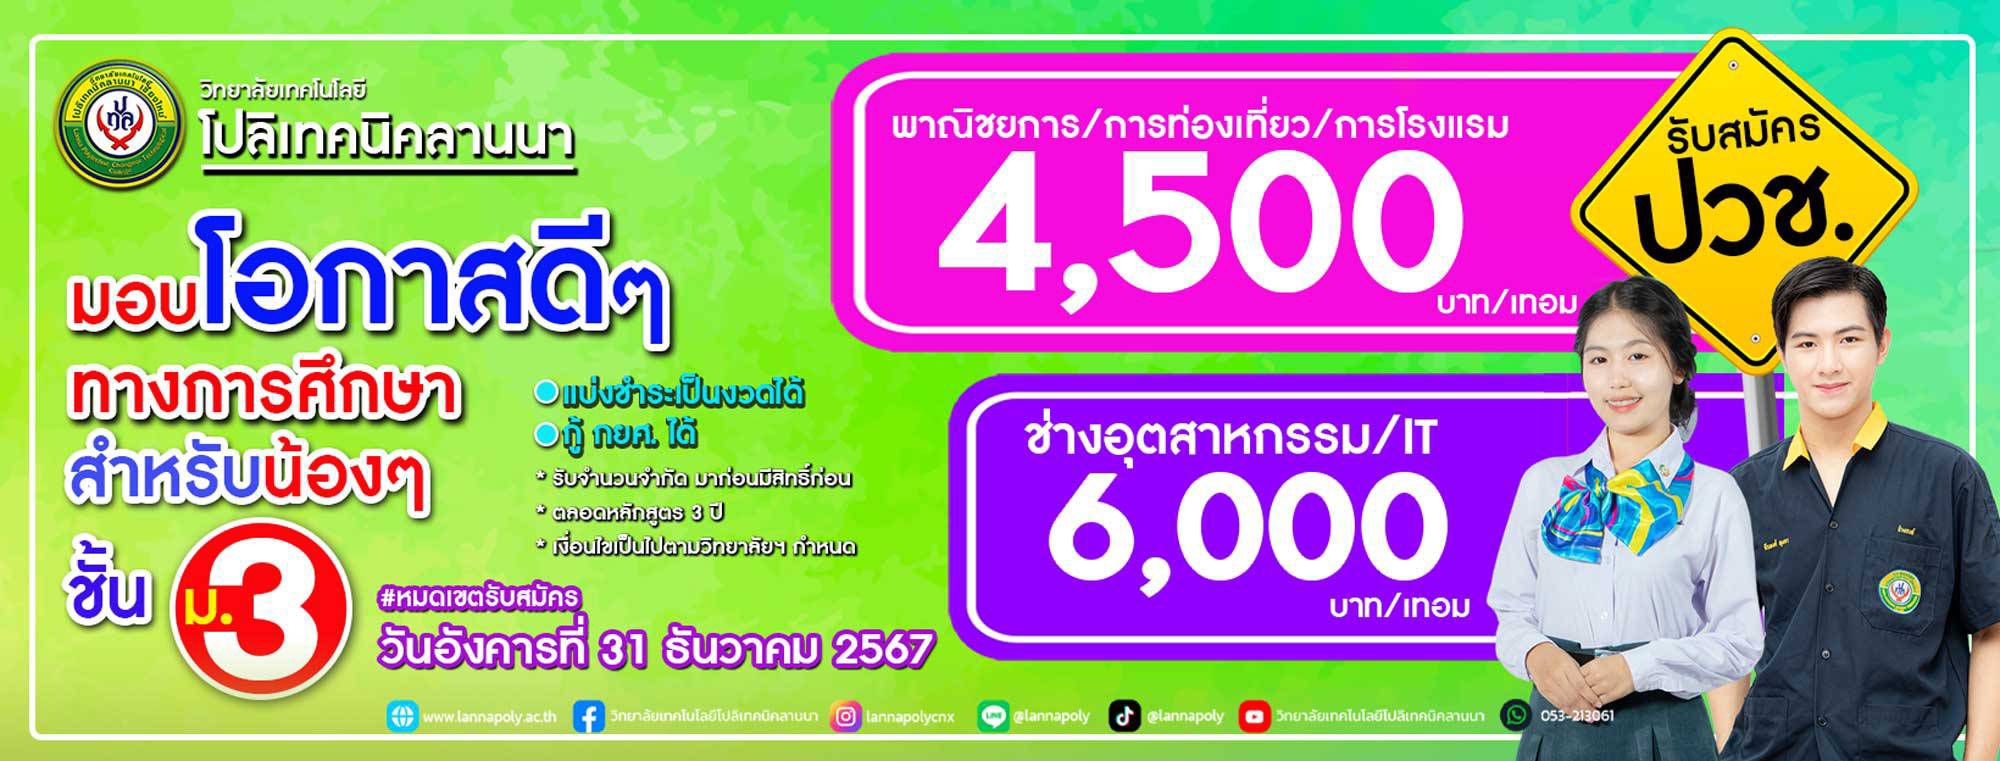 วิทยาลัยเทคโนโลยี
โปลิเทคนิคลานนา
มอบโอกาสดีๆ
ทางการศึกษา
สำหรับน้องๆ
ชั้น ม.3
แบ่งชำระเป็นงวดได้
กู้ กยศ. ได้
* รับจำนวนจำกัด มาก่อนมีสิทธิ์ก่อน
* ตลอดหลักสูตร 3 ปี
* เงื่อนไขเป็นไปตามวิทยาลัยฯ กำหนด
#หมดเขตรับสมัคร
วันอังคารที่ 31 ธันวาคม 2567
พาณิชยการ/การท่องเที่ยว/การโรงแรม
4,500
บาท/เทอม
รับสมัคร
ปวช.
ช่างอุตสาหกรรม/IT
6,000
บาท/เทอม
www.lannapoly.ac.th วิทยาลัยเทคโนโลยีโปลิเทคนิคลานนา lannapolycnx @lannapoly @lannapoly วิทยาลัยเทคโนโลยีโปลิเทคนิคลานนา 053-213061